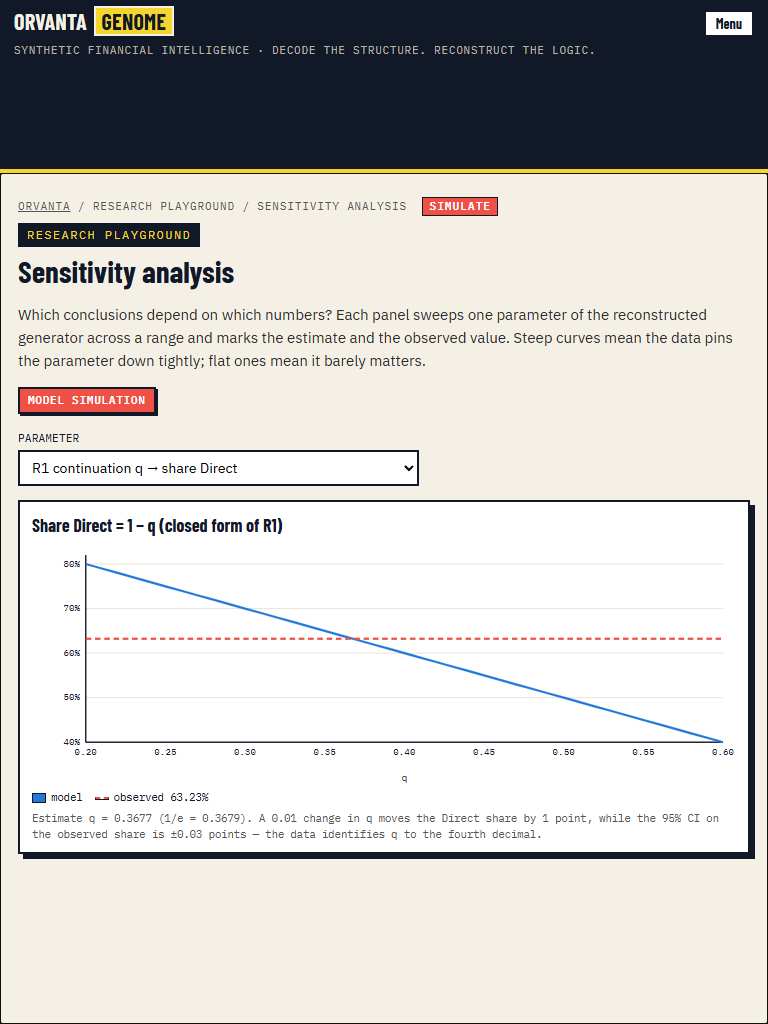 ORVANTA GENOME
Menu
SYNTHETIC FINANCIAL INTELLIGENCE · DECODE THE STRUCTURE. RECONSTRUCT THE LOGIC.
ORVANTA / RESEARCH PLAYGROUND / SENSITIVITY ANALYSIS SIMULATE
RESEARCH PLAYGROUND
Sensitivity analysis
Which conclusions depend on which numbers? Each panel sweeps one parameter of the reconstructed
generator across a range and marks the estimate and the observed value. Steep curves mean the data pins
the parameter down tightly; flat ones mean it barely matters.
MODEL SIMULATION
PARAMETER
R1 continuation q → share Direct
Share Direct = 1 − q (closed form of R1)
80%
70%
60%
50%
40%
0.20 0.25 0.30 0.35 0.40 0.45 0.50 0.55 0.60
q
model observed 63.23%
Estimate q = 0.3677 (1/e = 0.3679). A 0.01 change in q moves the Direct share by 1 point, while the 95% CI on
the observed share is ±0.03 points — the data identifies q to the fourth decimal.